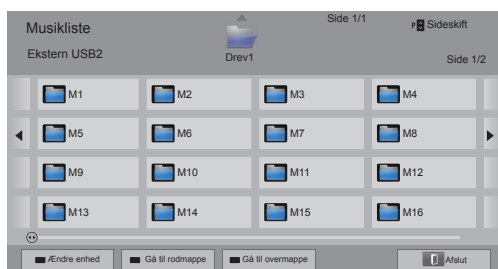 Musikliste
Side 1/1
P Sideskift
Ekstern USB2
Drev1
Side 1/2
M1 M2 M3 M4
M5 M6 M7 M8
M9 M10 M11 M12
M13 M14 M15 M16
Ændre enhed Gå til rodmappe Gå til overmappe Afslut